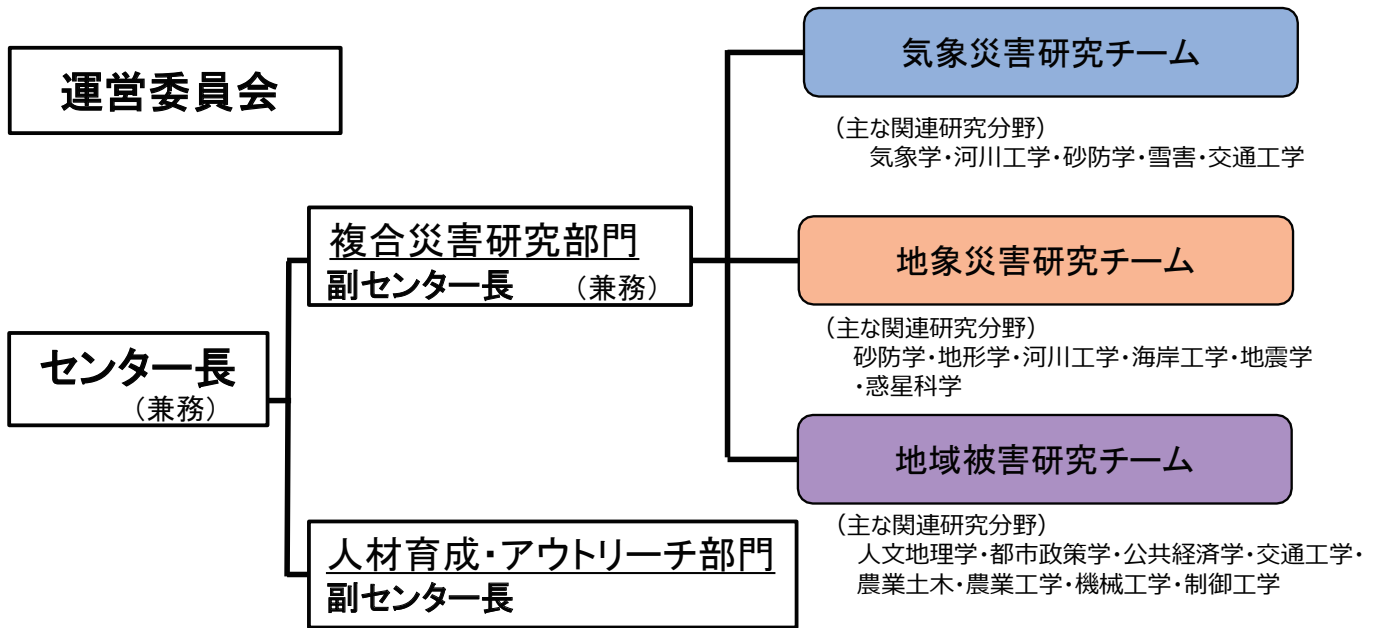 運営委員会
センター長
（兼務）
複合災害研究部門
副センター長　（兼務）
人材育成・アウトリーチ部門
副センター長
気象災害研究チーム
（主な関連研究分野）
気象学・河川工学・砂防学・雪害・交通工学
地象災害研究チーム
（主な関連研究分野）
砂防学・地形学・河川工学・海岸工学・地震学
・惑星科学
地域被害研究チーム
（主な関連研究分野）
人文地理学・都市政策学・公共経済学・交通工学・
農業土木・農業工学・機械工学・制御工学